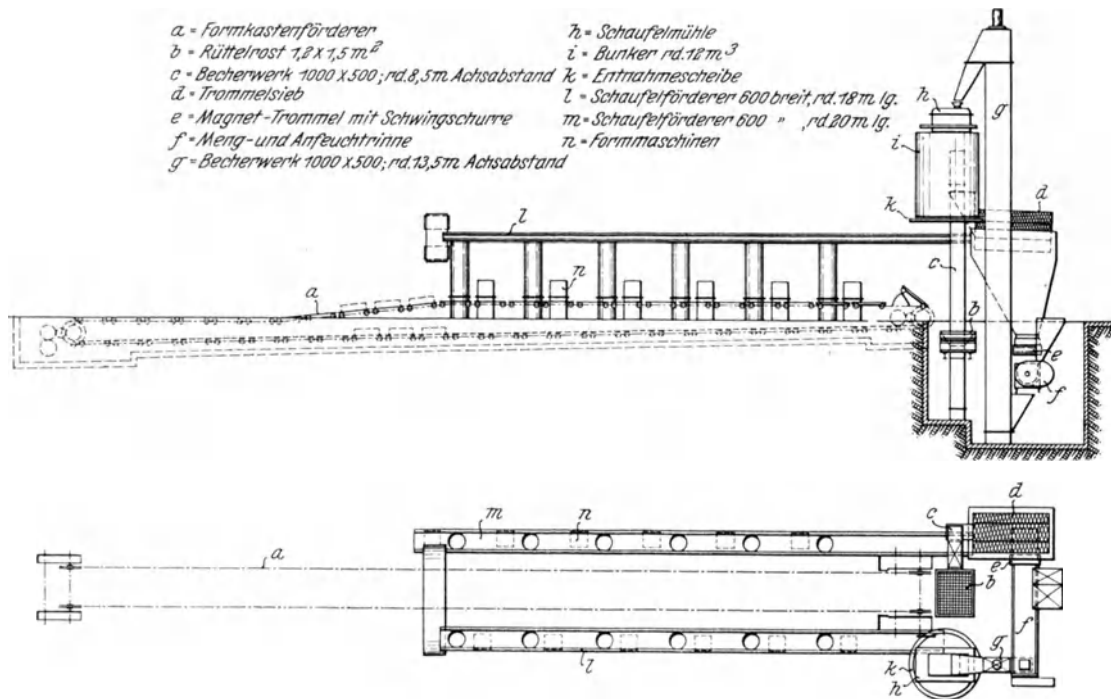 a = Formkastenförderer
b = Rüttelrost 1,2 x 1,5 m²
c = Becherwerk 1000 x 500; rd. 8,5 m Achsabstand
d = Trommelsieb
e = Magnet-Trommel mit Schwingschurre
f = Meng- und Anfeuchtrinne
g = Becherwerk 1000 x 500; rd. 13,5 m Achsabstand
h = Schaufelmühle
i = Bunker rd. 12 m³
k = Entnahmescheibe
l = Schaufelförderer 600 breit, rd. 18 m lg.
m = Schaufelförderer 600 " , rd. 20 m lg.
n = Formmaschinen
h
g
i
k
d
l
c
n
a
b
e
f
d
c
m
n
a
e
b
f
g
l
k
h